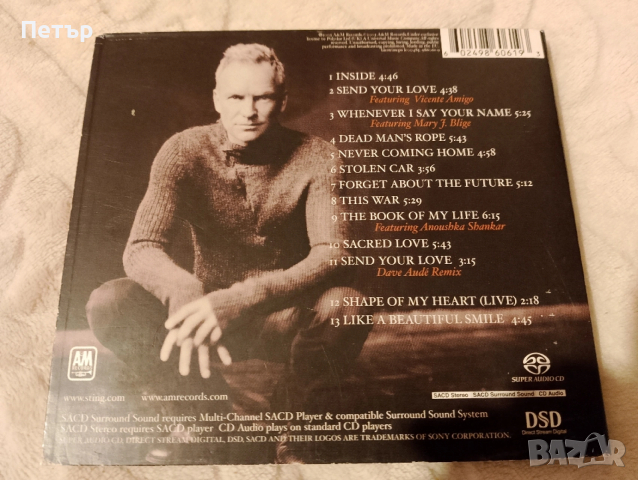 Петър
6 02498 60619 3
1 INSIDE 4:46
2 SEND YOUR LOVE 4:38
Featuring Vicente Amigo
3 WHENEVER I SAY YOUR NAME 5:25
Featuring Mary J. Blige
4 DEAD MAN'S ROPE 5:43
5 NEVER COMING HOME 4:58
6 STOLEN CAR 3:56
7 FORGET ABOUT THE FUTURE 5:12
8 THIS WAR 5:29
9 THE BOOK OF MY LIFE 6:15
Featuring Anoushka Shankar
10 SACRED LOVE 5:43
11 SEND YOUR LOVE 3:15
Dave Audé Remix
12 SHAPE OF MY HEART (LIVE) 2:18
13 LIKE A BEAUTIFUL SMILE 4:45
AM
SUPER AUDIO CD
www.sting.com www.amrecords.com
SACD Stereo SACD Surround Sound CD Audio
SACD Surround Sound requires Multi-Channel SACD Player & compatible Surround Sound System
SACD Stereo requires SACD player CD Audio plays on standard CD players
SUPER AUDIO CD, DIRECT STREAM DIGITAL, DSD, SACD AND THEIR LOGOS ARE TRADEMARKS OF SONY CORPORATION.
DSD
Direct Stream Digital
BAZAR